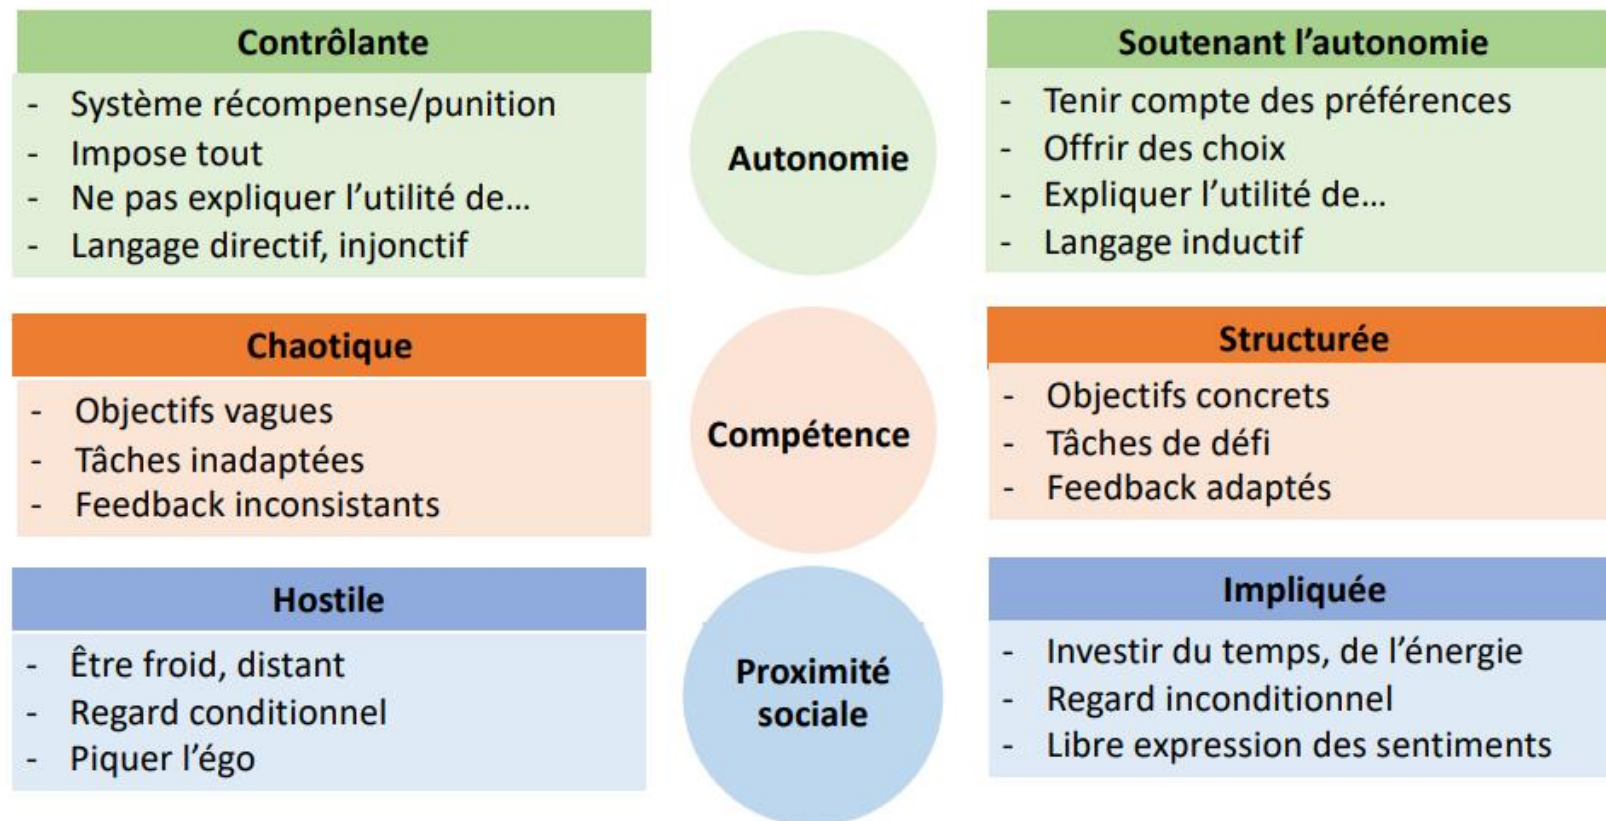 Contrôlante
- Système récompense/punition
- Impose tout
- Ne pas expliquer l’utilité de…
- Langage directif, injonctif
Autonomie
Soutenant l’autonomie
- Tenir compte des préférences
- Offrir des choix
- Expliquer l’utilité de…
- Langage inductif
Chaotique
- Objectifs vagues
- Tâches inadaptées
- Feedback inconsistants
Compétence
Structurée
- Objectifs concrets
- Tâches de défi
- Feedback adaptés
Hostile
- Être froid, distant
- Regard conditionnel
- Piquer l’égo
Proximité
sociale
Impliquée
- Investir du temps, de l’énergie
- Regard inconditionnel
- Libre expression des sentiments